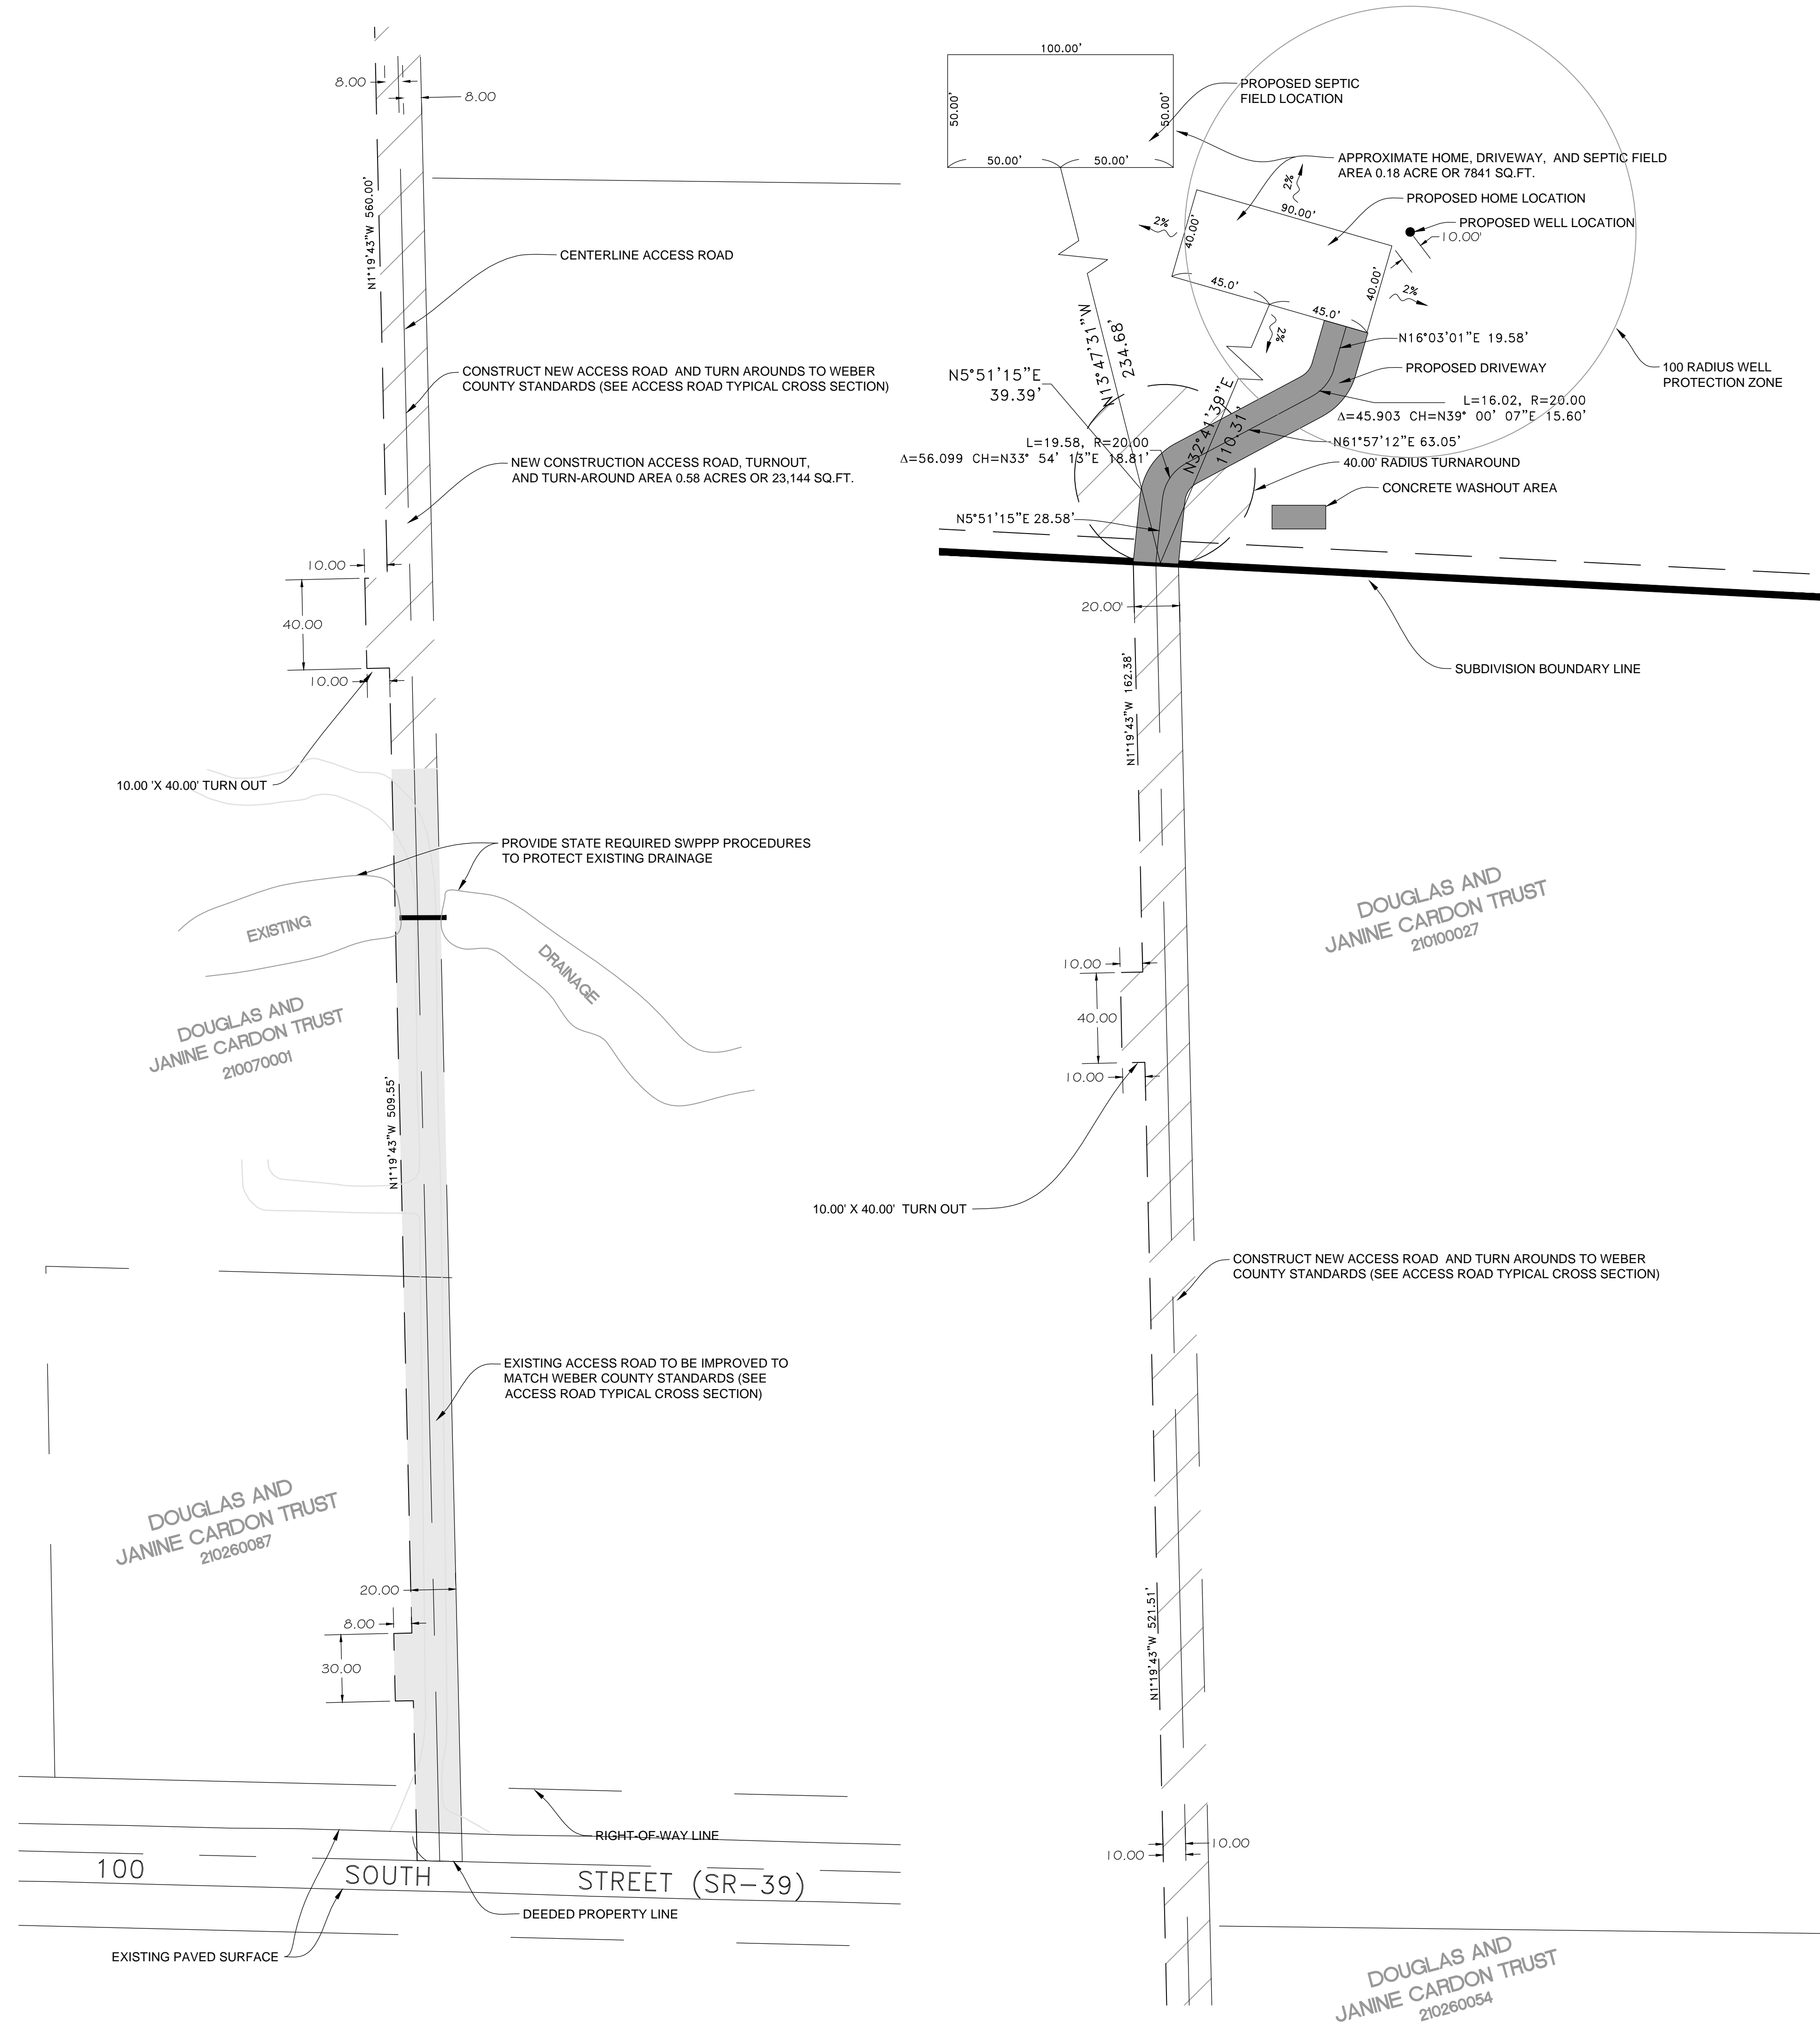 8.00
8.00
N1°19'43"W 560.00'
CENTERLINE ACCESS ROAD
CONSTRUCT NEW ACCESS ROAD AND TURN AROUNDS TO WEBER
COUNTY STANDARDS (SEE ACCESS ROAD TYPICAL CROSS SECTION)
NEW CONSTRUCTION ACCESS ROAD, TURNOUT,
AND TURN-AROUND AREA 0.58 ACRES OR 23,144 SQ.FT.
10.00
40.00
10.00
10.00 'X 40.00' TURN OUT
PROVIDE STATE REQUIRED SWPPP PROCEDURES
TO PROTECT EXISTING DRAINAGE
EXISTING
DRAINAGE
DOUGLAS AND
JANINE CARDON TRUST
210070001
N1°19'43"W 509.55'
EXISTING ACCESS ROAD TO BE IMPROVED TO
MATCH WEBER COUNTY STANDARDS (SEE
ACCESS ROAD TYPICAL CROSS SECTION)
DOUGLAS AND
JANINE CARDON TRUST
210260087
20.00
8.00
30.00
RIGHT-OF-WAY LINE
100 SOUTH STREET (SR-39)
DEEDED PROPERTY LINE
EXISTING PAVED SURFACE
100.00'
50.00'
50.00'
50.00'
50.00'
PROPOSED SEPTIC
FIELD LOCATION
APPROXIMATE HOME, DRIVEWAY, AND SEPTIC FIELD
AREA 0.18 ACRE OR 7841 SQ.FT.
PROPOSED HOME LOCATION
PROPOSED WELL LOCATION
10.00'
2%
90.00'
2%
40.00'
45.0'
40.00'
2%
45.0'
2%
N16°03'01"E 19.58'
PROPOSED DRIVEWAY
100 RADIUS WELL
PROTECTION ZONE
N13°47'31"W
234.68'
N5°51'15"E
39.39'
L=16.02, R=20.00
Δ=45.903 CH=N39° 00' 07"E 15.60'
N32°41'39"E
110.31'
N61°57'12"E 63.05'
L=19.58, R=20.00
Δ=56.099 CH=N33° 54' 13"E 18.81'
40.00' RADIUS TURNAROUND
CONCRETE WASHOUT AREA
N5°51'15"E 28.58'
20.00'
SUBDIVISION BOUNDARY LINE
N1°19'43"W 162.38'
DOUGLAS AND
JANINE CARDON TRUST
210100027
10.00
40.00
10.00
10.00' X 40.00' TURN OUT
CONSTRUCT NEW ACCESS ROAD AND TURN AROUNDS TO WEBER
COUNTY STANDARDS (SEE ACCESS ROAD TYPICAL CROSS SECTION)
N1°19'43"W 521.51'
10.00
10.00
DOUGLAS AND
JANINE CARDON TRUST
210260054